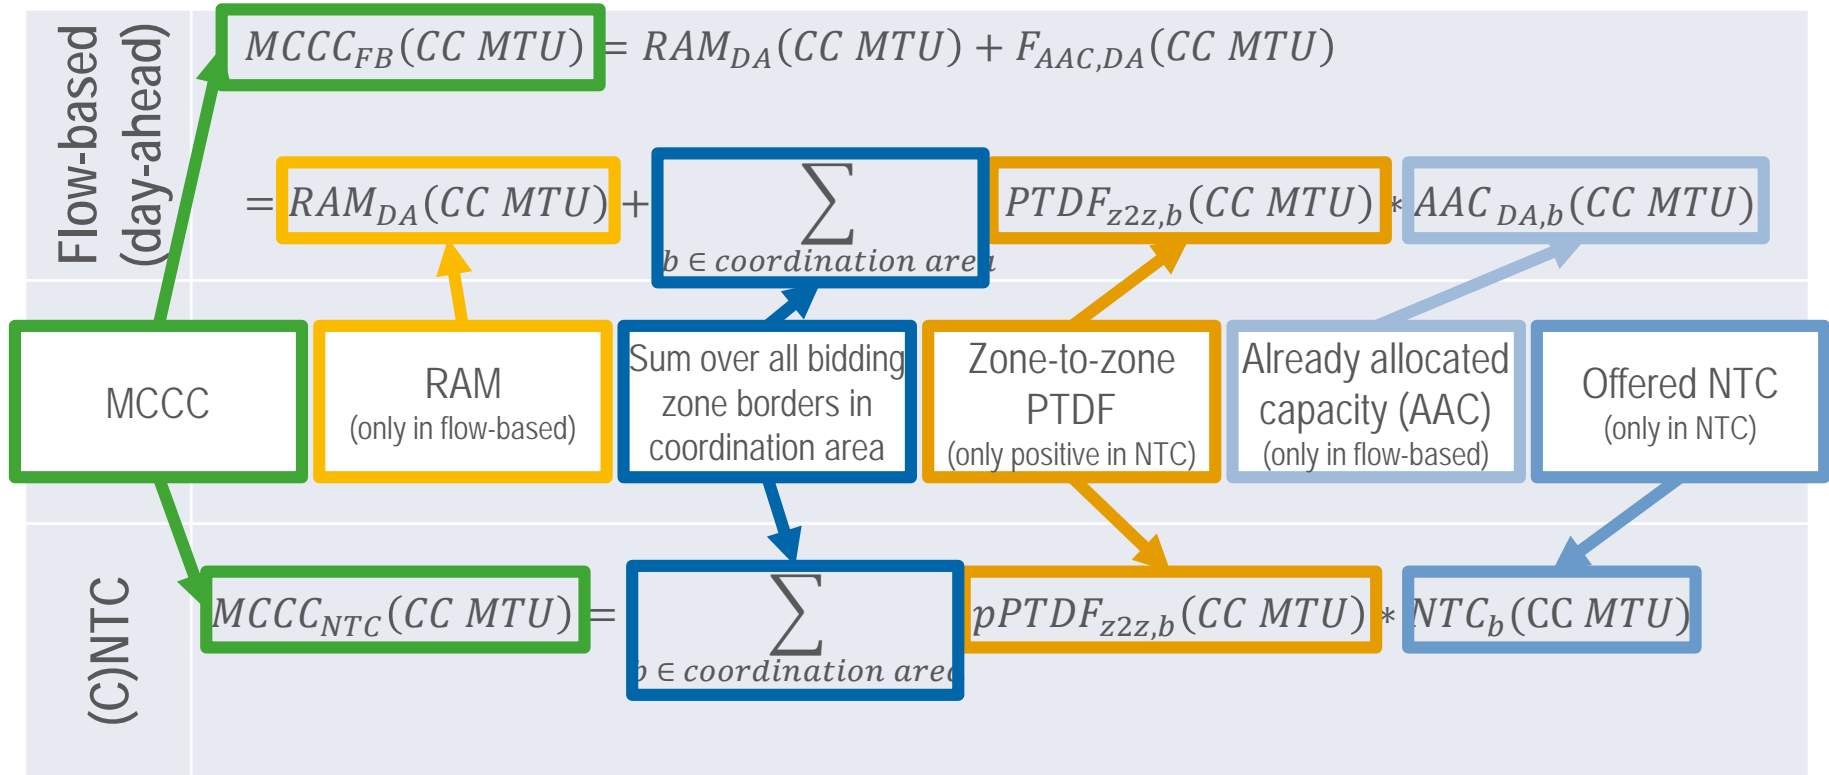 Flow-based
(day-ahead)
MCCC_FB(CC MTU) = RAM_DA(CC MTU) + F_AAC,DA(CC MTU)
= RAM_DA(CC MTU) + ∑ PTDF_z2z,b(CC MTU) * AAC_DA,b(CC MTU)
b ∈ coordination area
MCCC
RAM
(only in flow-based)
Sum over all bidding
zone borders in
coordination area
Zone-to-zone
PTDF
(only positive in NTC)
Already allocated
capacity (AAC)
(only in flow-based)
Offered NTC
(only in NTC)
(C)NTC
MCCC_NTC(CC MTU) = ∑ pPTDF_z2z,b(CC MTU) * NTC_b(CC MTU)
b ∈ coordination area